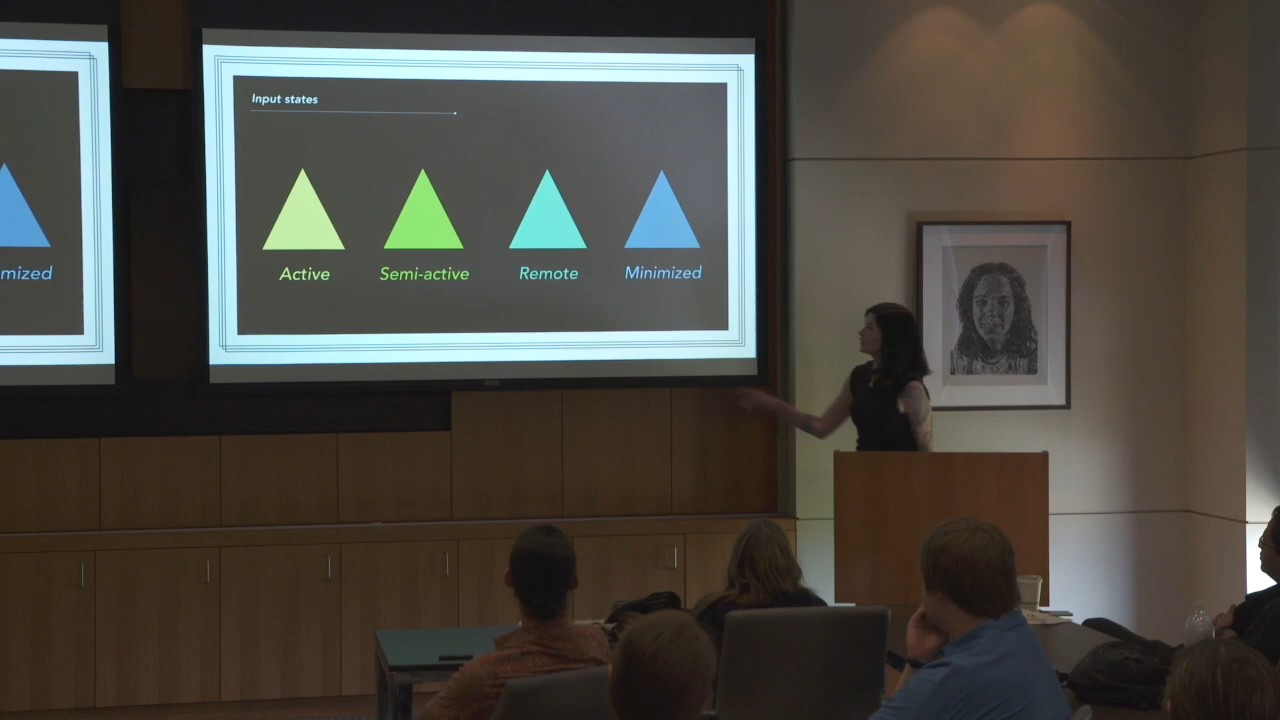 Input states
mized
Active
Semi-active
Remote
Minimized